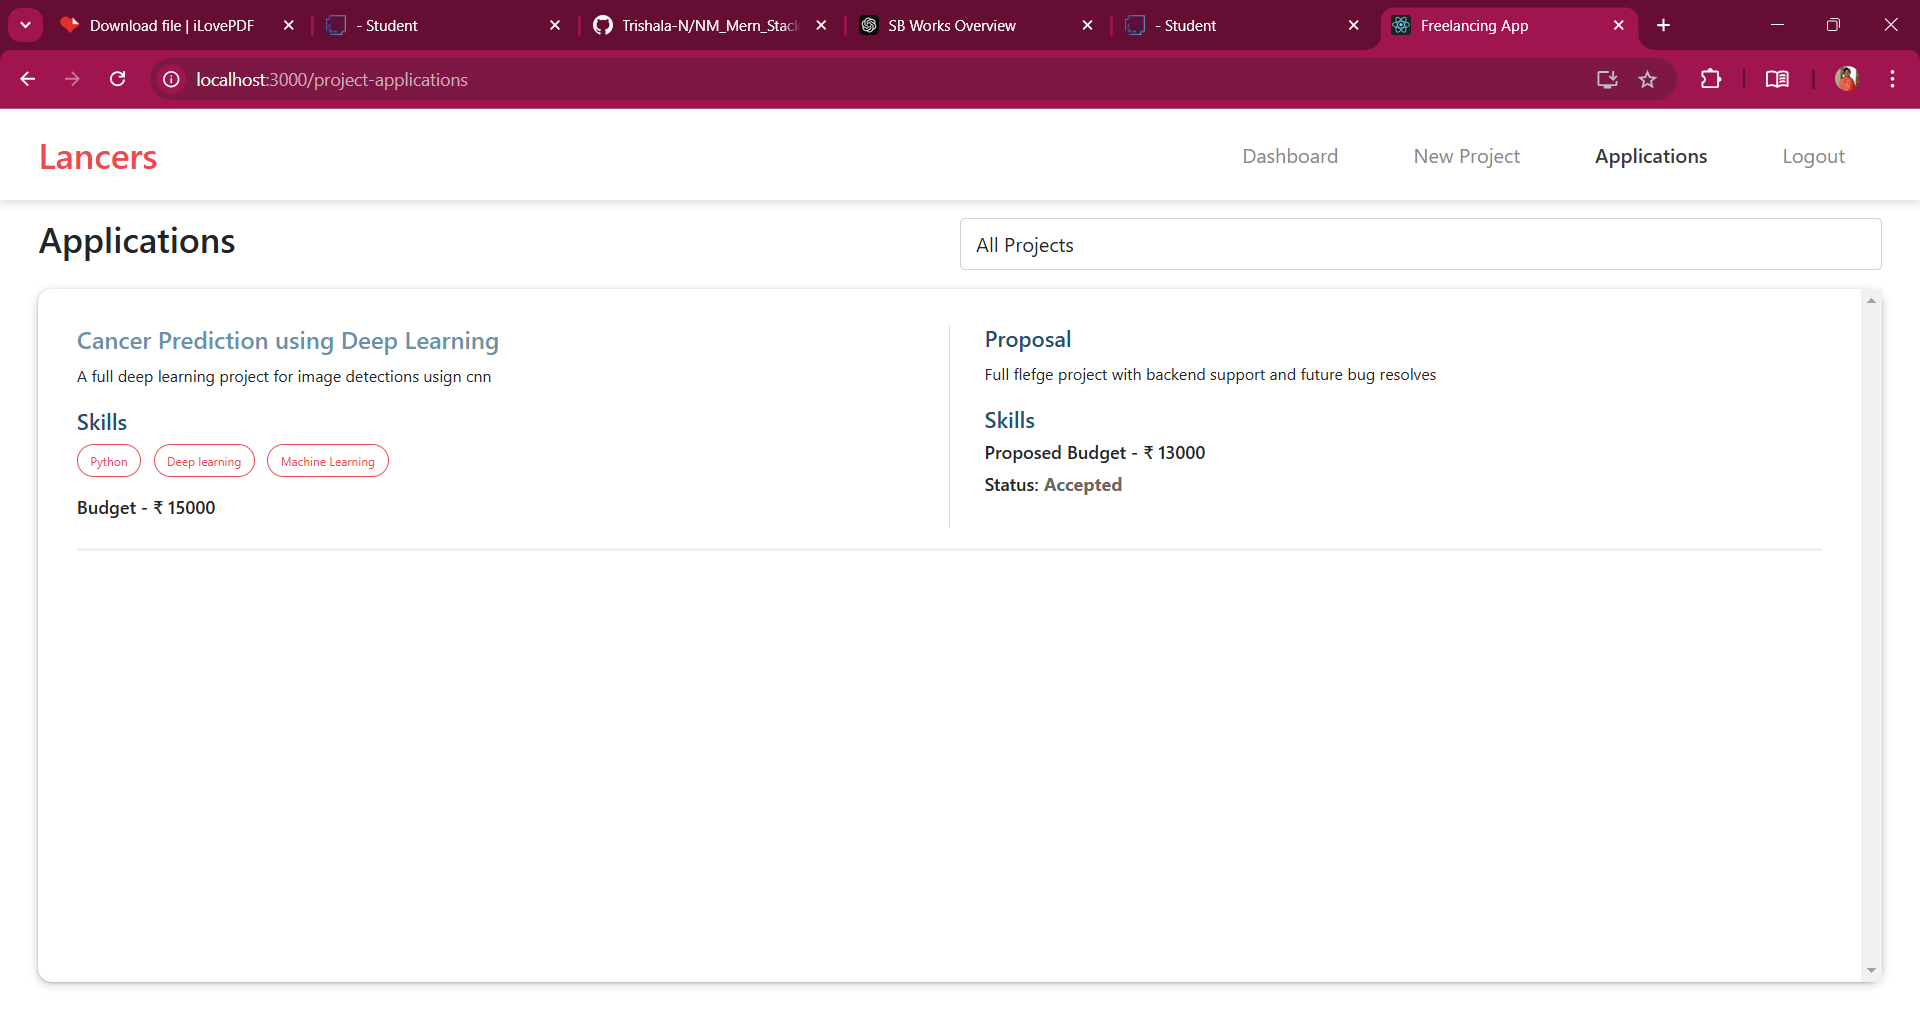 Download file | iLovePDF
- Student
Trishala-N/NM_Mern_Stack
SB Works Overview
- Student
Freelancing App
localhost:3000/project-applications
Lancers
Dashboard
New Project
Applications
Logout
Applications
All Projects
Cancer Prediction using Deep Learning
A full deep learning project for image detections usign cnn
Skills
Python
Deep learning
Machine Learning
Budget - ₹ 15000
Proposal
Full flefge project with backend support and future bug resolves
Skills
Proposed Budget - ₹ 13000
Status: Accepted